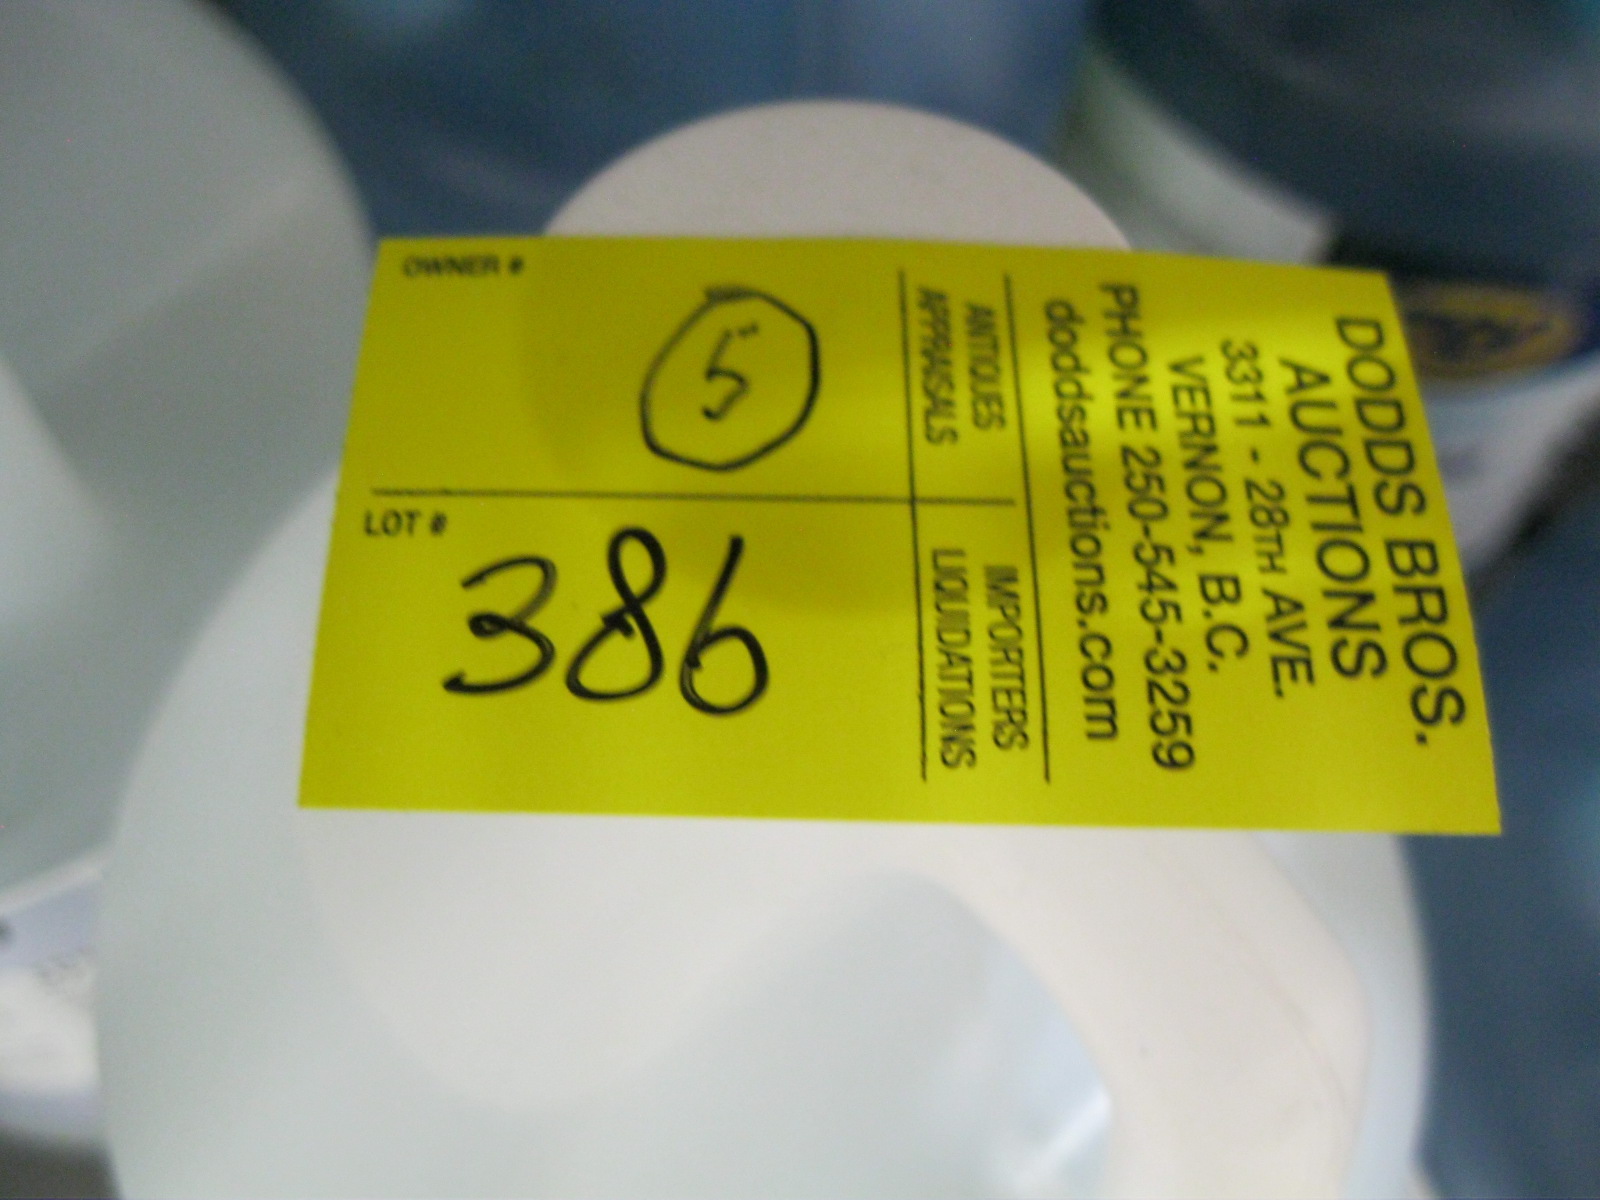 DODDS BROS.
AUCTIONS
3311 - 28TH AVE.
VERNON, B.C.
PHONE 250-545-3259
doddsauctions.com
ANTIQUES
APPRAISALS
IMPORTERS
LIQUIDATIONS
OWNER #
5
LOT #
386